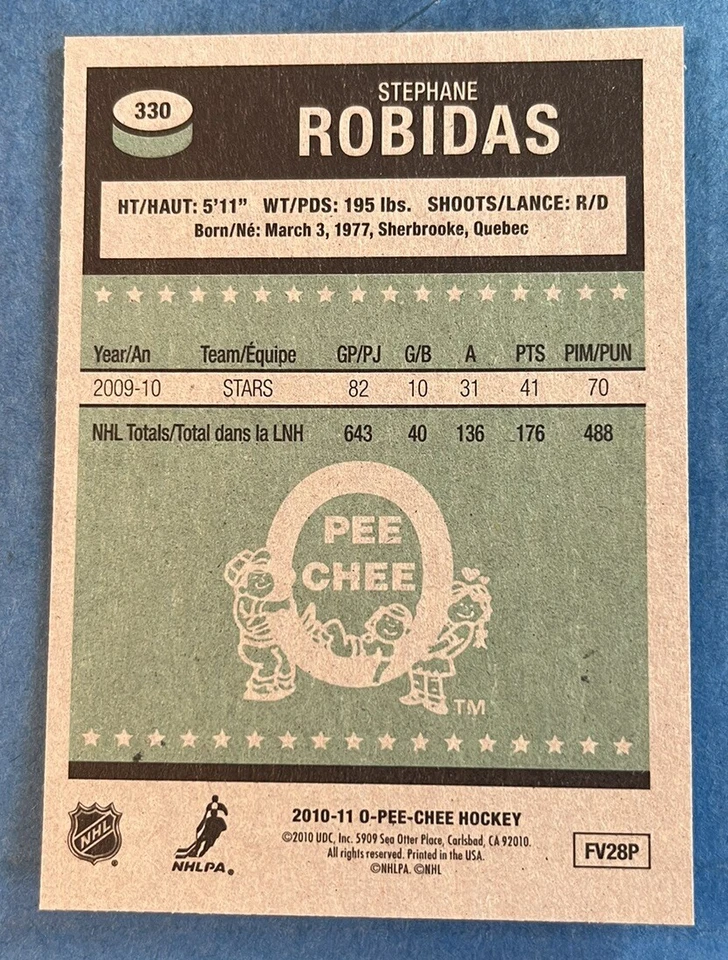 330
STEPHANE
ROBIDAS
HT/HAUT: 5'11" WT/PDS: 195 lbs. SHOOTS/LANCE: R/D
Born/Né: March 3, 1977, Sherbrooke, Quebec
Year/An Team/Équipe GP/PJ G/B A PTS PIM/PUN
2009-10 STARS 82 10 31 41 70
NHL Totals/Total dans la LNH 643 40 136 176 488
O
PEE
CHEE
TM
NHL ®
NHLPA®
2010-11 O-PEE-CHEE HOCKEY
©2010 UDC, Inc. 5909 Sea Otter Place, Carlsbad, CA 92010.
All rights reserved. Printed in the USA.
©NHLPA. ©NHL
FV28P